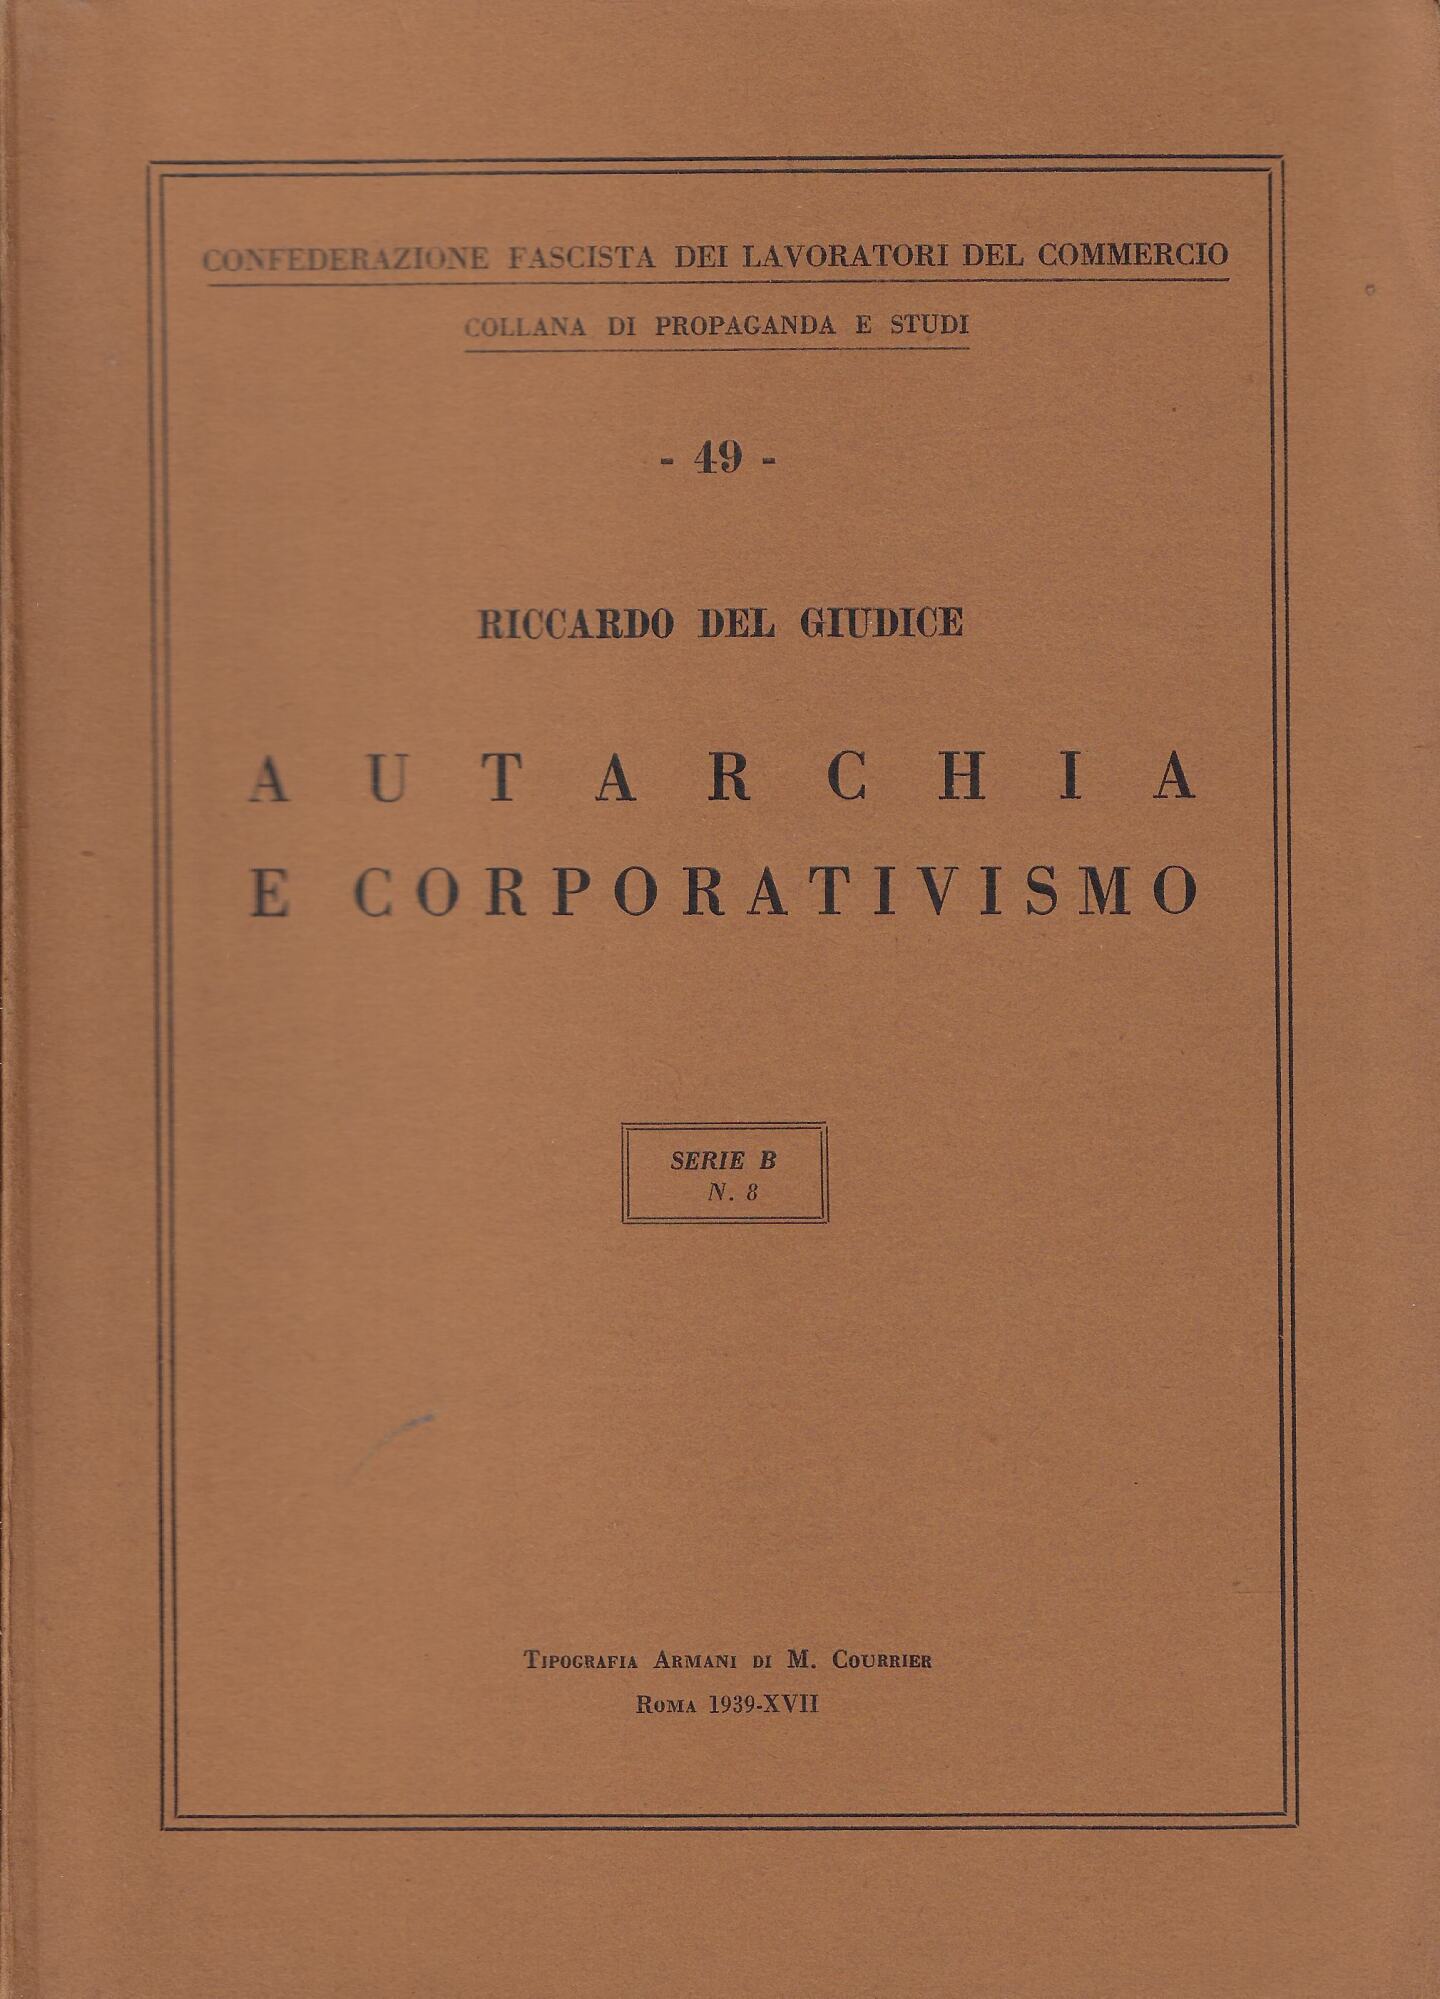 CONFEDERAZIONE FASCISTA DEI LAVORATORI DEL COMMERCIO
COLLANA DI PROPAGANDA E STUDI
- 49 -
RICCARDO DEL GIUDICE
AUTARCHIA
E CORPORATIVISMO
SERIE B
N. 8
TIPOGRAFIA ARMANI DI M. COURRIER
ROMA 1939-XVII